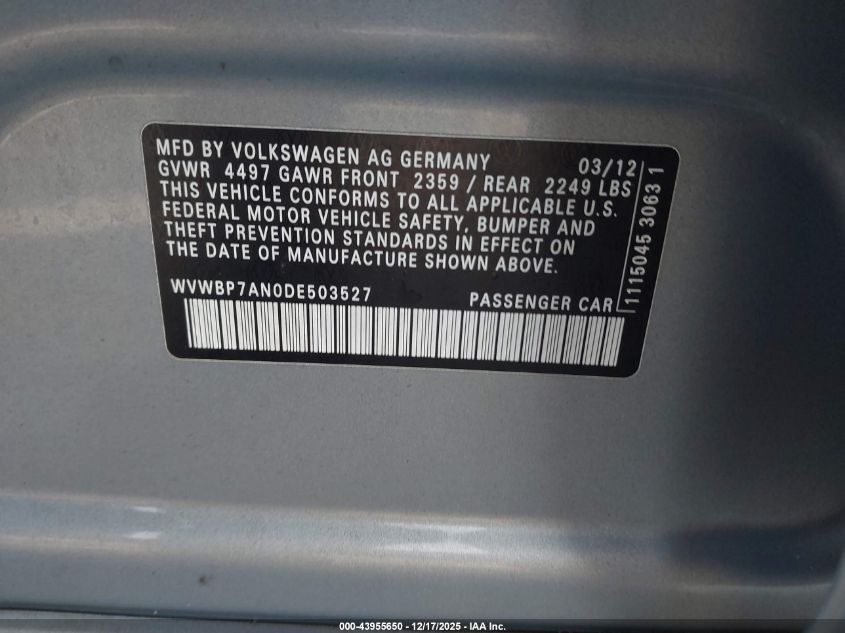 MFD BY VOLKSWAGEN AG GERMANY 03/12
GVWR 4497 GAWR FRONT 2359 / REAR 2249 LBS
THIS VEHICLE CONFORMS TO ALL APPLICABLE U.S.
FEDERAL MOTOR VEHICLE SAFETY, BUMPER AND
THEFT PREVENTION STANDARDS IN EFFECT ON
THE DATE OF MANUFACTURE SHOWN ABOVE.
WVWBP7AN0DE503527 PASSENGER CAR
1115045 3063 1
000-43955650 - 12/17/2025 - IAA Inc.